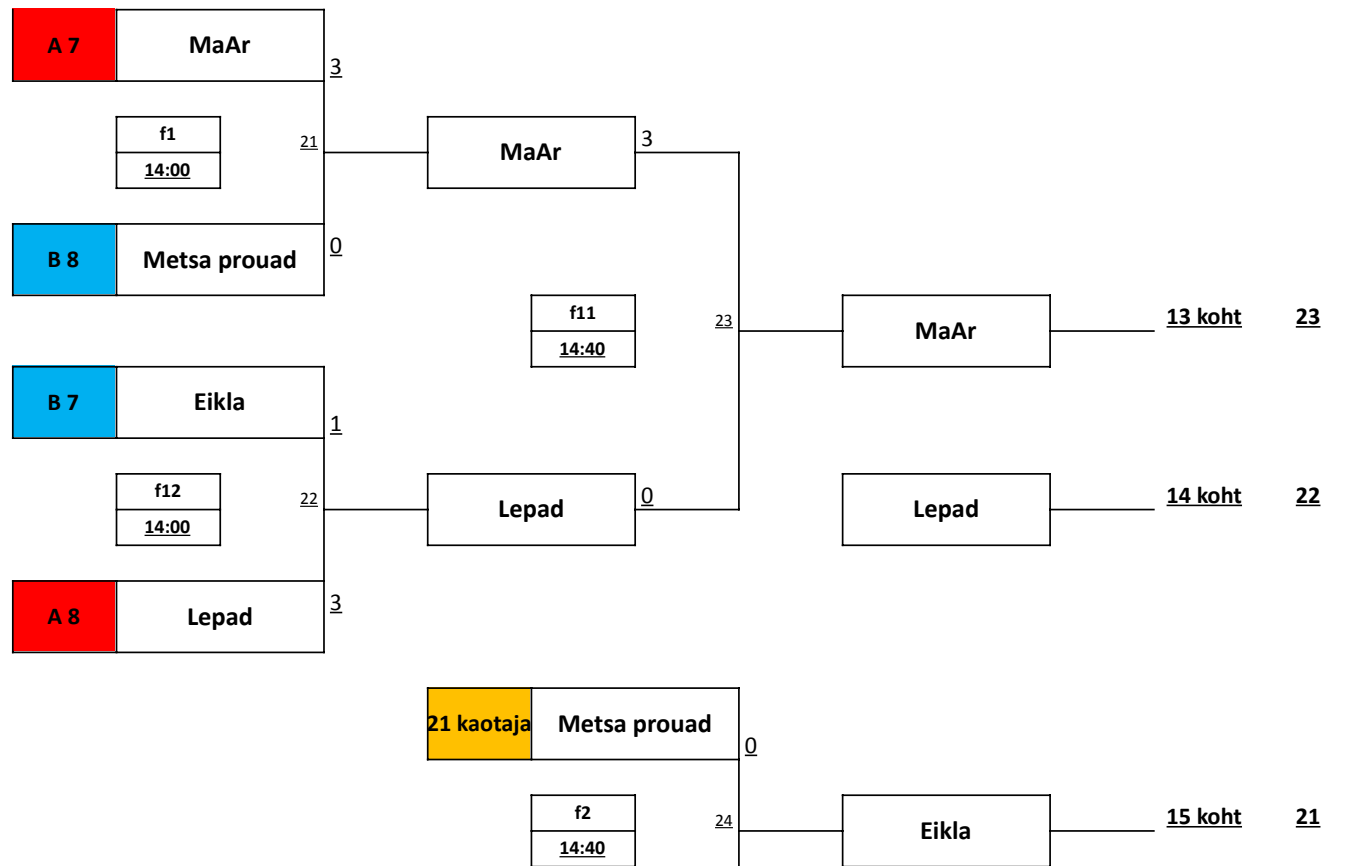 A 7 MaAr
3
f1 21 MaAr 3
14:00
B 8 Metsa prouad 0
f11 23 MaAr 13 koht 23
14:40
B 7 Eikla
1
f12 22 Lepad 0 Lepad 14 koht 22
14:00
A 8 Lepad 3
21 kaotaja Metsa prouad
0
f2 24 Eikla 15 koht 21
14:40